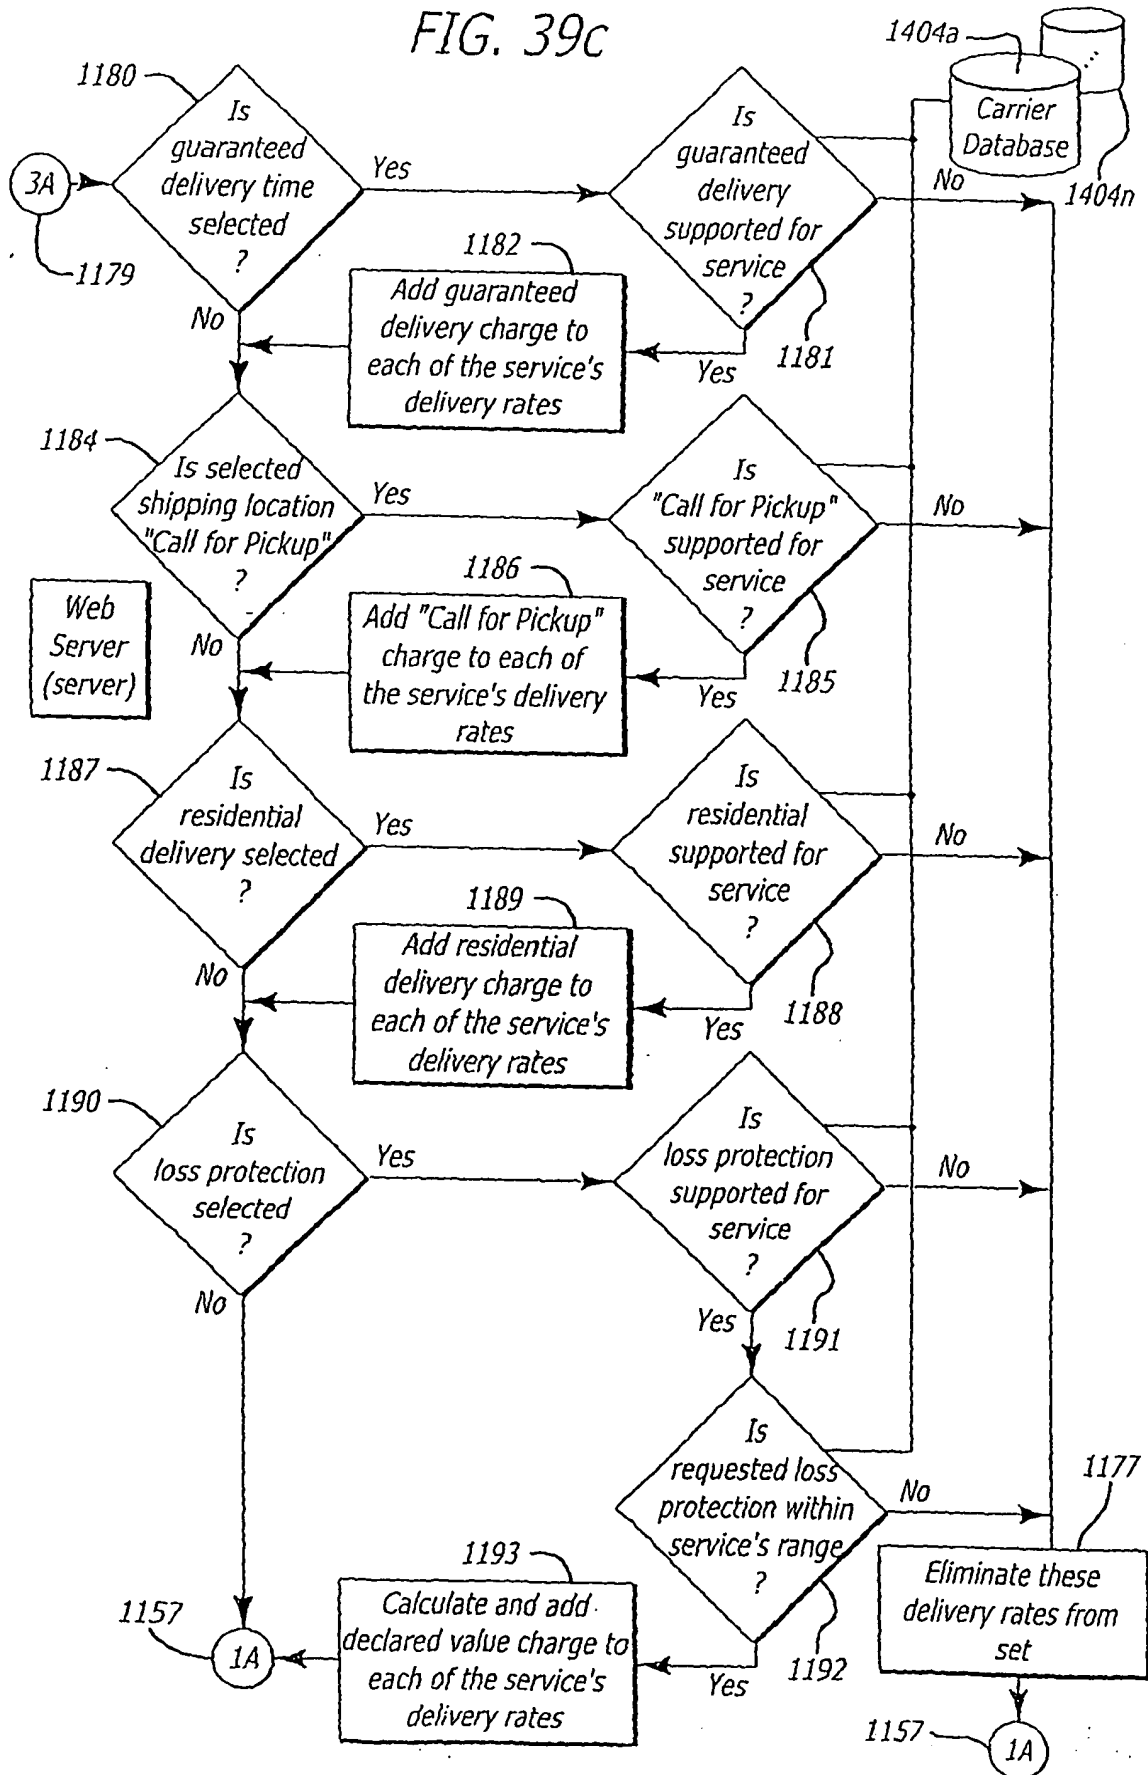 FIG. 39c
1404a
1180
Carrier
Database
1404n
3A
1179
Is
guaranteed
delivery time
selected
?
Yes
No
Is
guaranteed
delivery
supported for
service
?
No
Yes
1181
1182
Add guaranteed
delivery charge to
each of the service's
delivery rates
1184
Is selected
shipping location
"Call for Pickup"
?
Yes
No
Is
"Call for Pickup"
supported for
service
?
No
Yes
1185
1186
Add "Call for Pickup"
charge to each of
the service's delivery
rates
Web
Server
(server)
1187
Is
residential
delivery selected
?
Yes
No
Is
residential
supported for
service
?
No
Yes
1188
1189
Add residential
delivery charge to
each of the service's
delivery rates
1190
Is
loss protection
selected
?
Yes
No
Is
loss protection
supported for
service
?
No
Yes
1191
Is
requested loss
protection within
service's range
?
No
Yes
1192
1193
Calculate and add
declared value charge to
each of the service's
delivery rates
1157
1A
1177
Eliminate these
delivery rates from
set
1157
1A